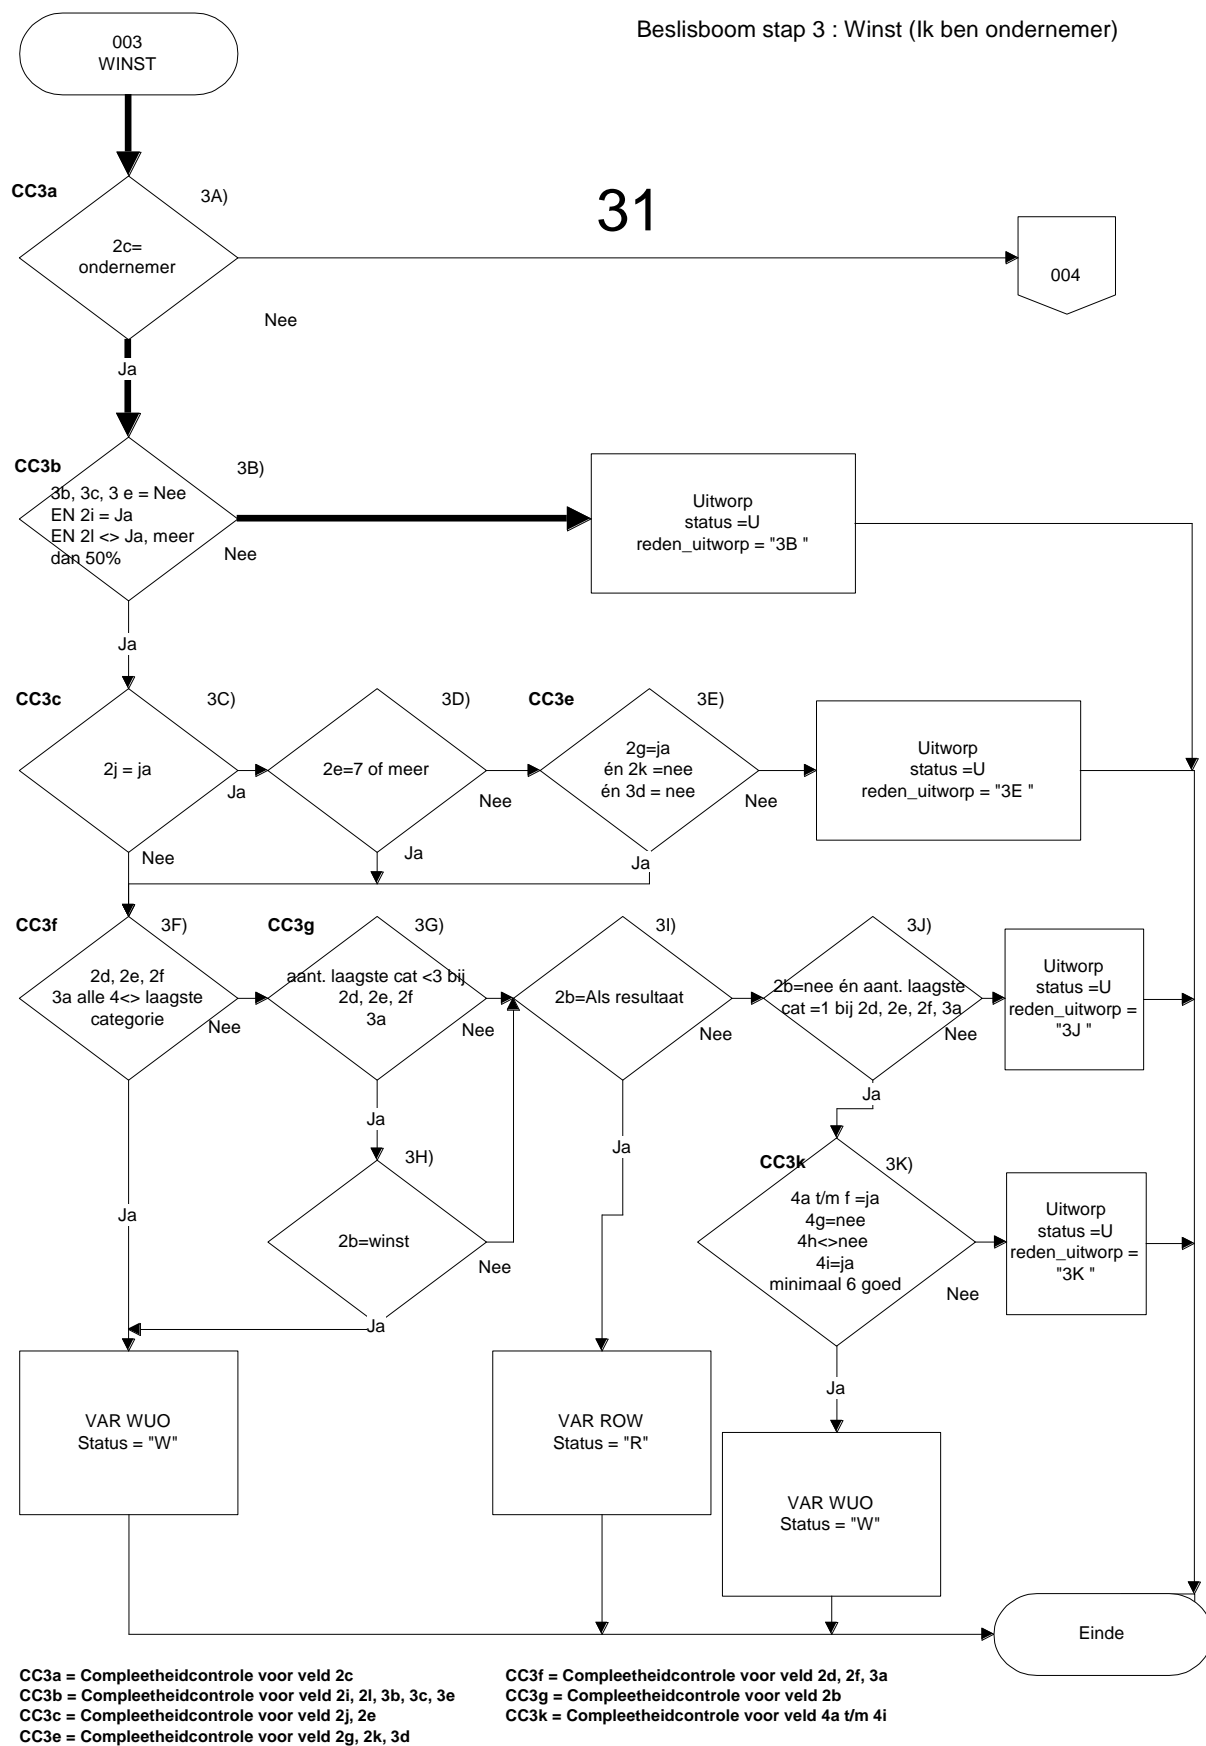 Beslisboom stap 3 : Winst (Ik ben ondernemer)
003
WINST
CC3a
3A)
31
2c=
ondernemer
004
Nee
Ja
CC3b
3B)
3b, 3c, 3 e = Nee
EN 2i = Ja
EN 2l <> Ja, meer
dan 50%
Nee
Uitworp
status =U
reden_uitworp = "3B "
Ja
CC3c
3C)
2j = ja
Ja
Nee
3D)
2e=7 of meer
Nee
Ja
CC3e
3E)
2g=ja
én 2k =nee
én 3d = nee
Nee
Ja
Uitworp
status =U
reden_uitworp = "3E "
CC3f
3F)
2d, 2e, 2f
3a alle 4<> laagste
categorie
Nee
Ja
CC3g
3G)
aant. laagste cat <3 bij
2d, 2e, 2f
3a
Nee
Ja
3I)
2b=Als resultaat
Nee
Ja
3J)
2b=nee én aant. laagste
cat =1 bij 2d, 2e, 2f, 3a
Nee
Ja
Uitworp
status =U
reden_uitworp =
"3J "
3H)
2b=winst
Nee
Ja
CC3k
3K)
4a t/m f =ja
4g=nee
4h<>nee
4i=ja
minimaal 6 goed
Nee
Ja
Uitworp
status =U
reden_uitworp =
"3K "
VAR WUO
Status = "W"
VAR ROW
Status = "R"
VAR WUO
Status = "W"
Einde
CC3a = Compleetheidcontrole voor veld 2c
CC3b = Compleetheidcontrole voor veld 2i, 2l, 3b, 3c, 3e
CC3c = Compleetheidcontrole voor veld 2j, 2e
CC3e = Compleetheidcontrole voor veld 2g, 2k, 3d
CC3f = Compleetheidcontrole voor veld 2d, 2f, 3a
CC3g = Compleetheidcontrole voor veld 2b
CC3k = Compleetheidcontrole voor veld 4a t/m 4i